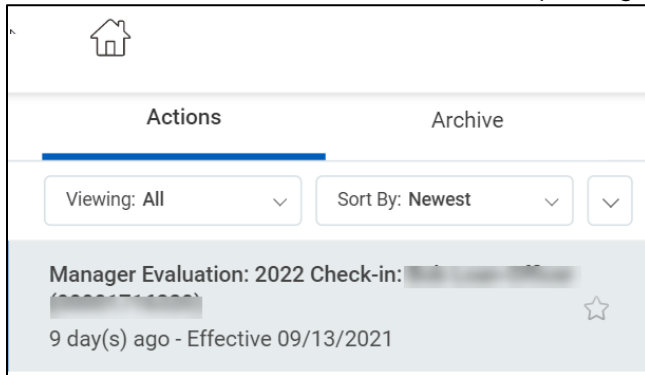 Actions
Archive
Viewing: All
Sort By: Newest
Manager Evaluation: 2022 Check-in:
9 day(s) ago - Effective 09/13/2021